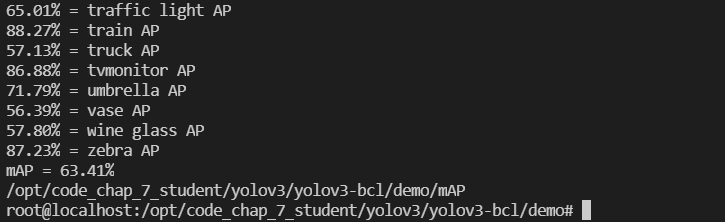 65.01% = traffic light AP
88.27% = train AP
57.13% = truck AP
86.88% = tvmonitor AP
71.79% = umbrella AP
56.39% = vase AP
57.80% = wine glass AP
87.23% = zebra AP
mAP = 63.41%
/opt/code_chap_7_student/yolov3/yolov3-bcl/demo/mAP
root@localhost:/opt/code_chap_7_student/yolov3/yolov3-bcl/demo#